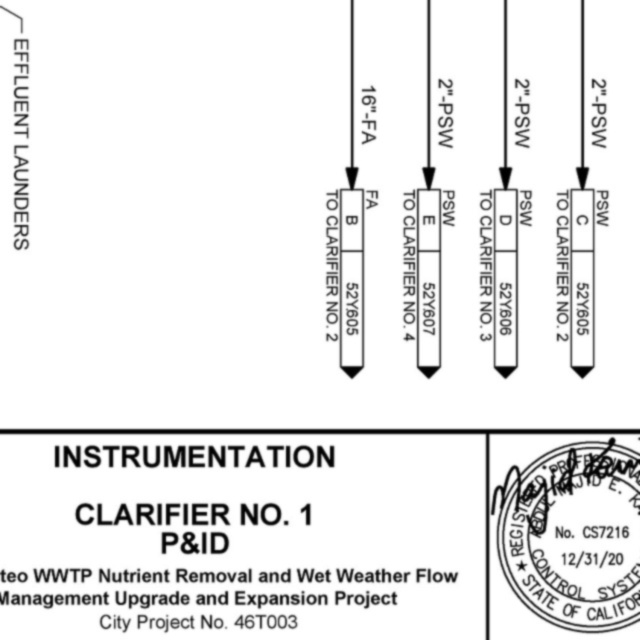 EFFLUENT LAUNDERS
16"-FA
2"-PSW
2"-PSW
2"-PSW
FA
B
52Y605
TO CLARIFIER NO. 2
PSW
E
52Y607
TO CLARIFIER NO. 4
PSW
D
52Y606
TO CLARIFIER NO. 3
PSW
C
52Y605
TO CLARIFIER NO. 2
INSTRUMENTATION
CLARIFIER NO. 1
P&ID
teo WWTP Nutrient Removal and Wet Weather Flow
Management Upgrade and Expansion Project
City Project No. 46T003
REGISTERED
No. CS7216
12/31/20
CONTROL SYSTEM
STATE OF CALIFOR